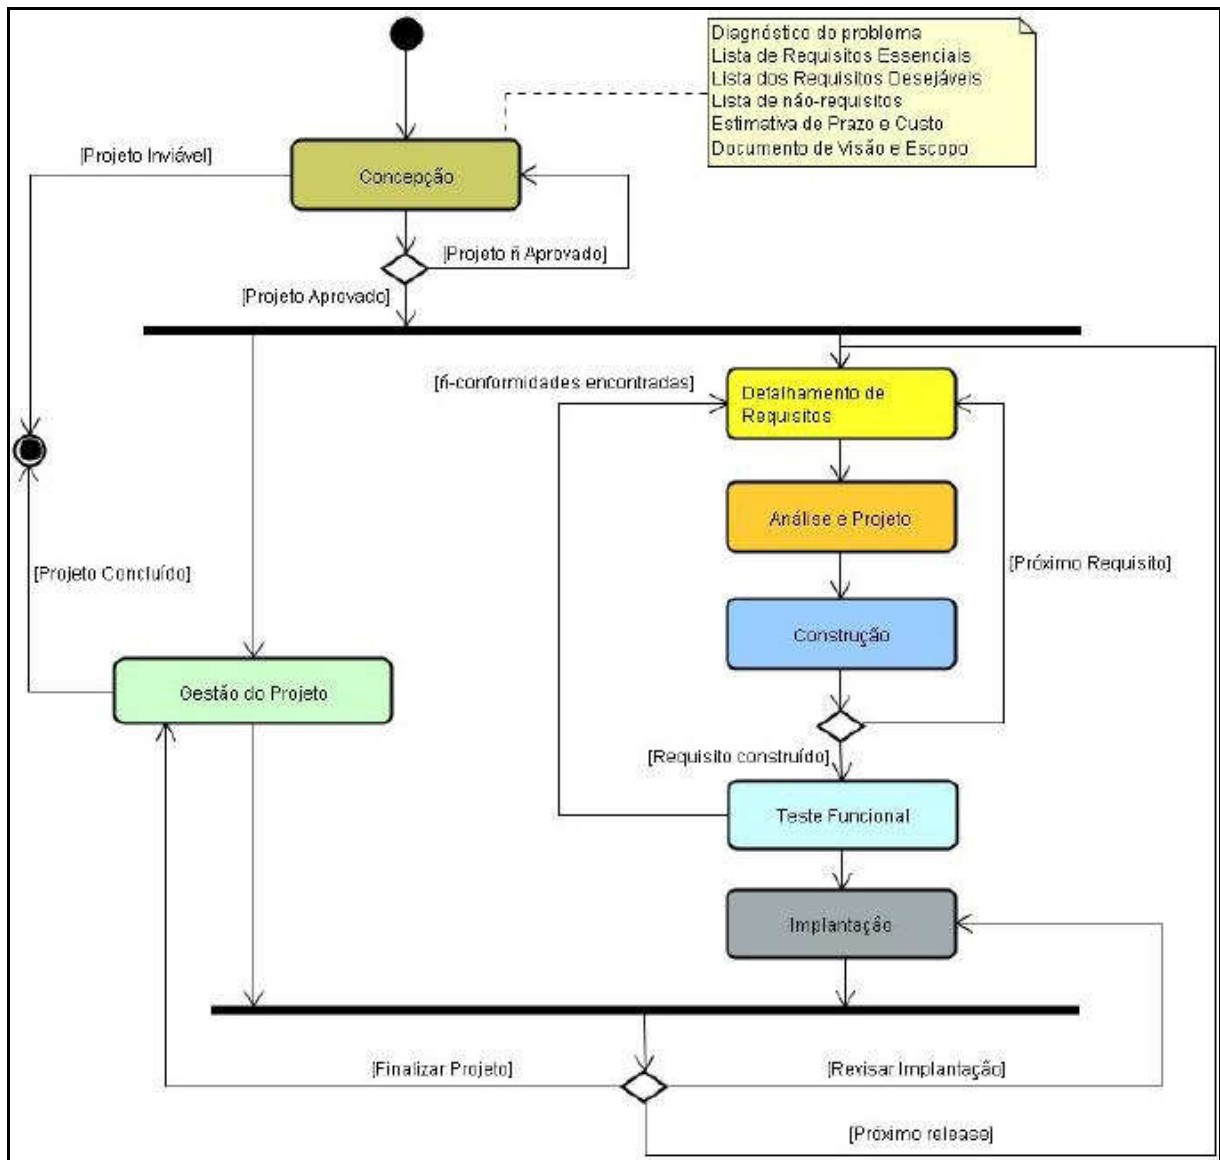 Diagnóstico do problema
Lista de Requisitos Essenciais
Lista dos Requisitos Desejáveis
Lista de não-requisitos
Estimativa de Prazo e Custo
Documento de Visão e Escopo
[Projeto Inviável]
Concepção
[Projeto ñ Aprovado]
[Projeto Aprovado]
[ñ-conformidades encontradas]
Detalhamento de
Requisitos
Análise e Projeto
[Próximo Requisito]
[Projeto Concluído]
Construção
Gestão do Projeto
[Requisito construído]
Teste Funcional
Implantação
[Finalizar Projeto]
[Revisar Implantação]
[Próximo release]